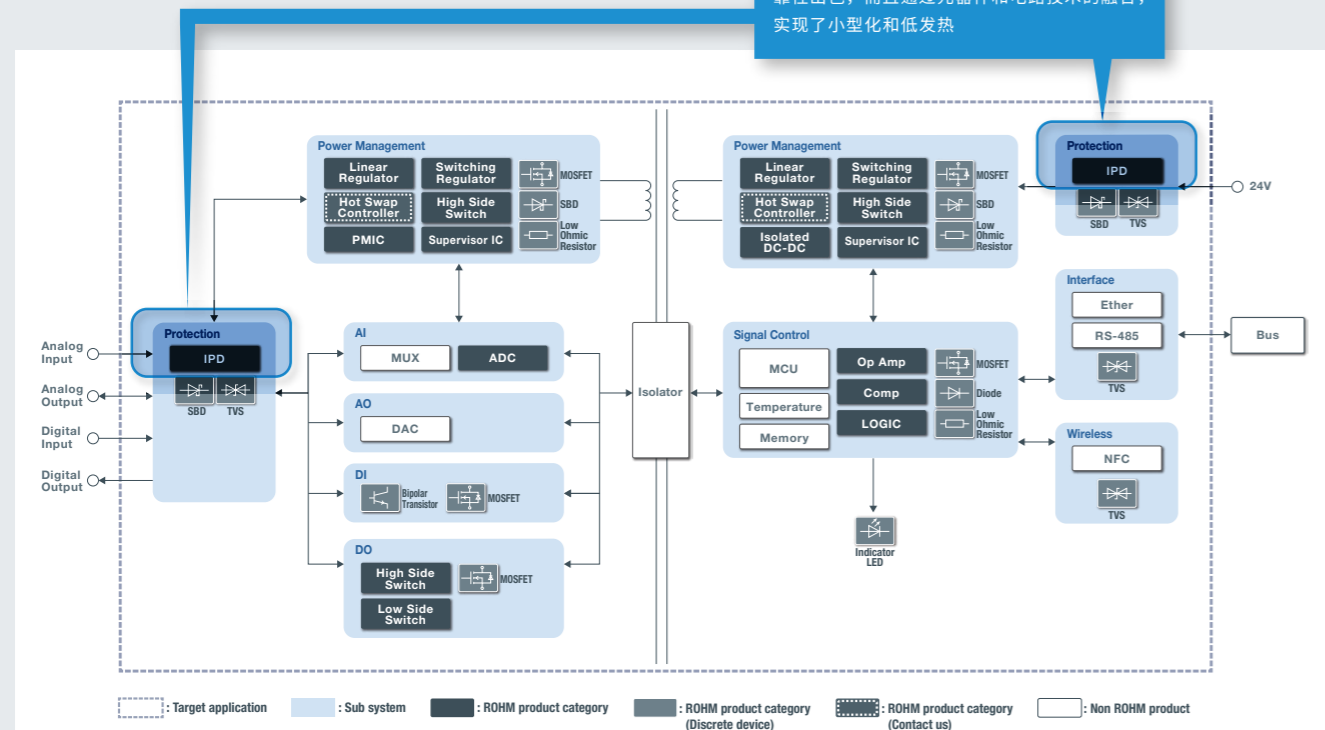 实现了小型化和低发热
Power Management
Linear
Regulator
Switching
Regulator
MOSFET
Hot Swap
Controller
High Side
Switch
SBD
PMIC
Supervisor IC
Low
Ohmic
Resistor
Power Management
Linear
Regulator
Switching
Regulator
MOSFET
Hot Swap
Controller
High Side
Switch
SBD
Isolated
DC-DC
Supervisor IC
Low
Ohmic
Resistor
Protection
IPD
SBD
TVS
24V
Analog
Input
Analog
Output
Digital
Input
Digital
Output
Protection
IPD
SBD
TVS
AI
MUX
ADC
AO
DAC
DI
Bipolar
Transistor
MOSFET
DO
High Side
Switch
MOSFET
Low Side
Switch
Isolator
Signal Control
MCU
Temperature
Memory
Op Amp
Comp
LOGIC
MOSFET
Diode
Low
Ohmic
Resistor
Indicator
LED
Interface
Ether
RS-485
TVS
Bus
Wireless
NFC
TVS
: Target application
: Sub system
: ROHM product category
: ROHM product category
(Discrete device)
: ROHM product category
(Contact us)
: Non ROHM product